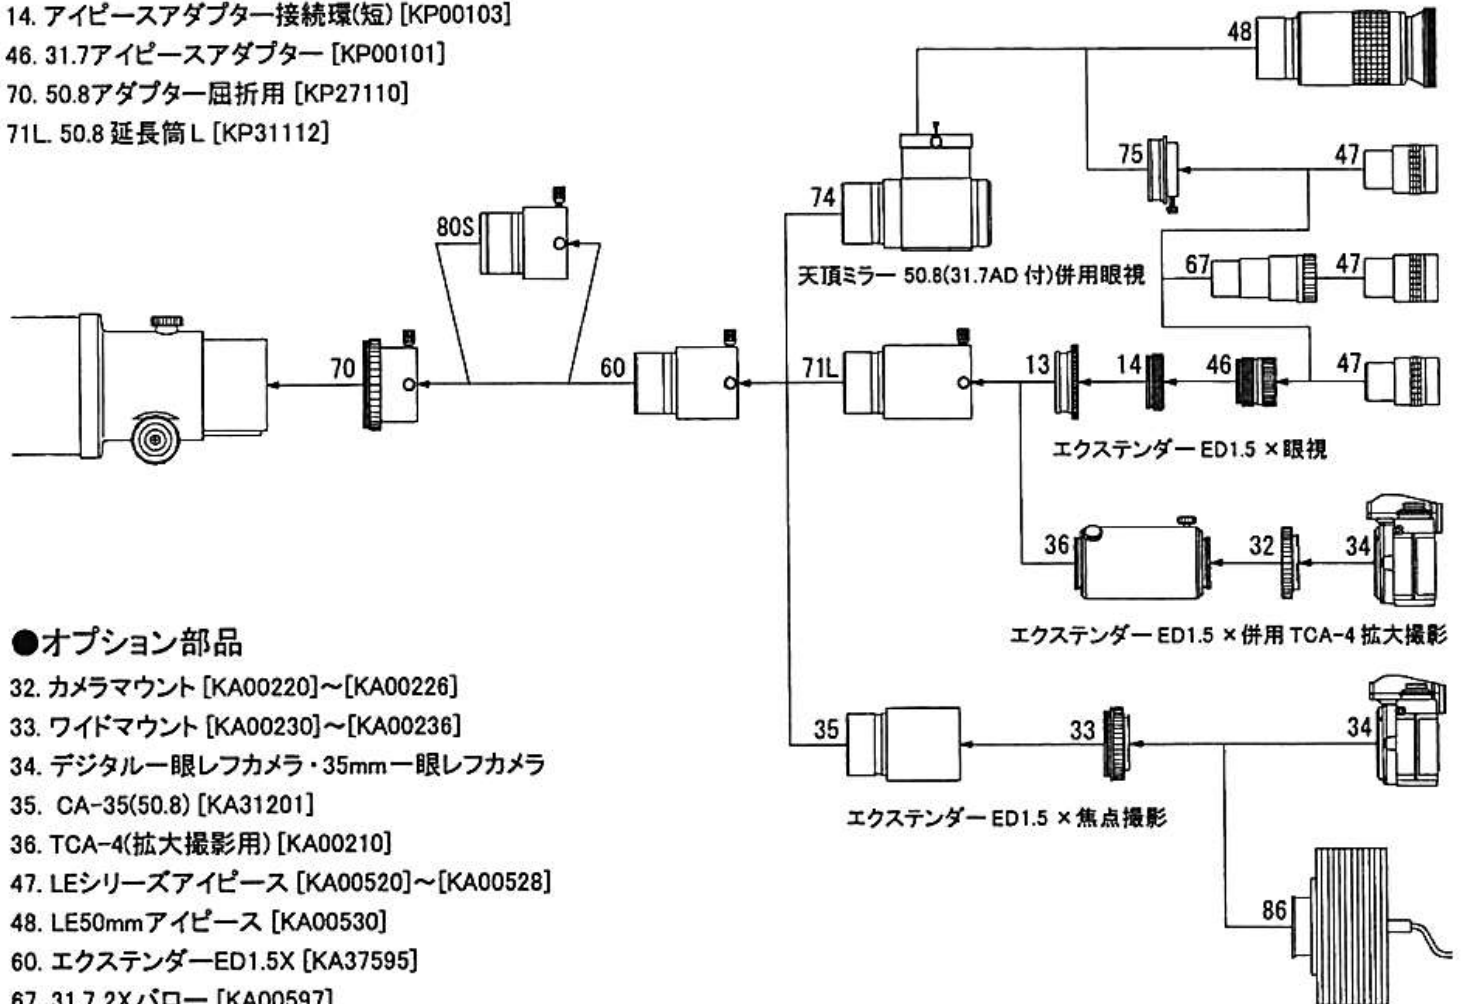 14. アイピースアダプター接続環(短) [KP00103]
46. 31.7アイピースアダプター [KP00101]
70. 50.8アダプター屈折用 [KP27110]
71L. 50.8 延長筒 L [KP31112]
48
75
47
74
80S
天頂ミラー 50.8(31.7AD 付)併用眼視
67
47
70
60
71L
13
14
46
47
エクステンダー ED1.5 ×眼視
36
32
34
エクステンダー ED1.5 ×併用 TCA-4 拡大撮影
35
33
34
エクステンダー ED1.5 ×焦点撮影
86
●オプション部品
32. カメラマウント [KA00220]～[KA00226]
33. ワイドマウント [KA00230]～[KA00236]
34. デジタル一眼レフカメラ・35mm一眼レフカメラ
35. CA-35(50.8) [KA31201]
36. TCA-4(拡大撮影用) [KA00210]
47. LEシリーズアイピース [KA00520]～[KA00528]
48. LE50mmアイピース [KA00530]
60. エクステンダーED1.5X [KA37595]
67. 31.7 2Xバロー [KA00597]